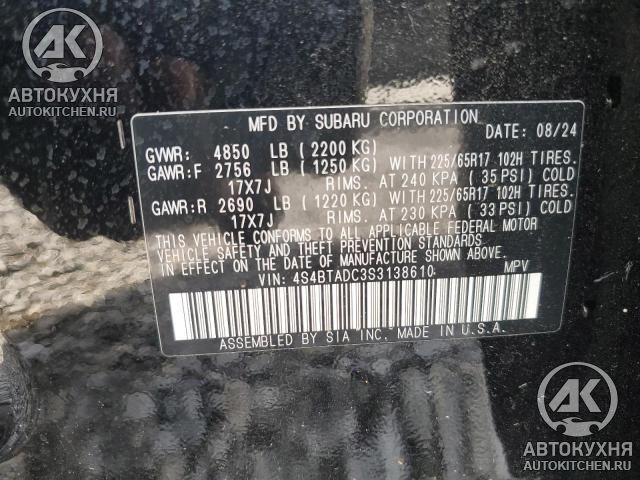 AK
АВТОКУХНЯ
AUTOKITCHEN.RU
MFD BY SUBARU CORPORATION
DATE: 08/24
GVWR: 4850 LB (2200 KG)
GAWR:F 2756 LB (1250 KG) WITH 225/65R17 102H TIRES.
17X7J RIMS. AT 240 KPA (35 PSI) COLD
GAWR:R 2690 LB (1220 KG) WITH 225/65R17 102H TIRES.
17X7J RIMS. AT 230 KPA (33 PSI) COLD
THIS VEHICLE CONFORMS TO ALL APPLICABLE FEDERAL MOTOR
VEHICLE SAFETY AND THEFT PREVENTION STANDARDS
IN EFFECT ON THE DATE OF MANUFACTURE SHOWN ABOVE.
VIN: 4S4BTADC3S3138610 MPV
ASSEMBLED BY SIA INC. MADE IN U.S.A.
AK
АВТОКУХНЯ
AUTOKITCHEN.RU